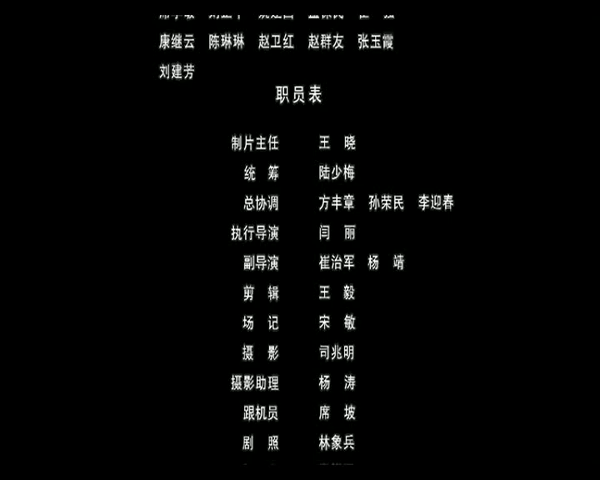 康继云 陈琳琳 赵卫红 赵群友 张玉霞
刘建芳
职员表
制片主任 王 晓
统 筹 陆少梅
总协调 方丰章 孙荣民 李迎春
执行导演 闫 丽
副导演 崔治军 杨 靖
剪 辑 王 毅
场 记 宋 敏
摄 影 司兆明
摄影助理 杨 涛
跟机员 席 坡
剧 照 林象兵